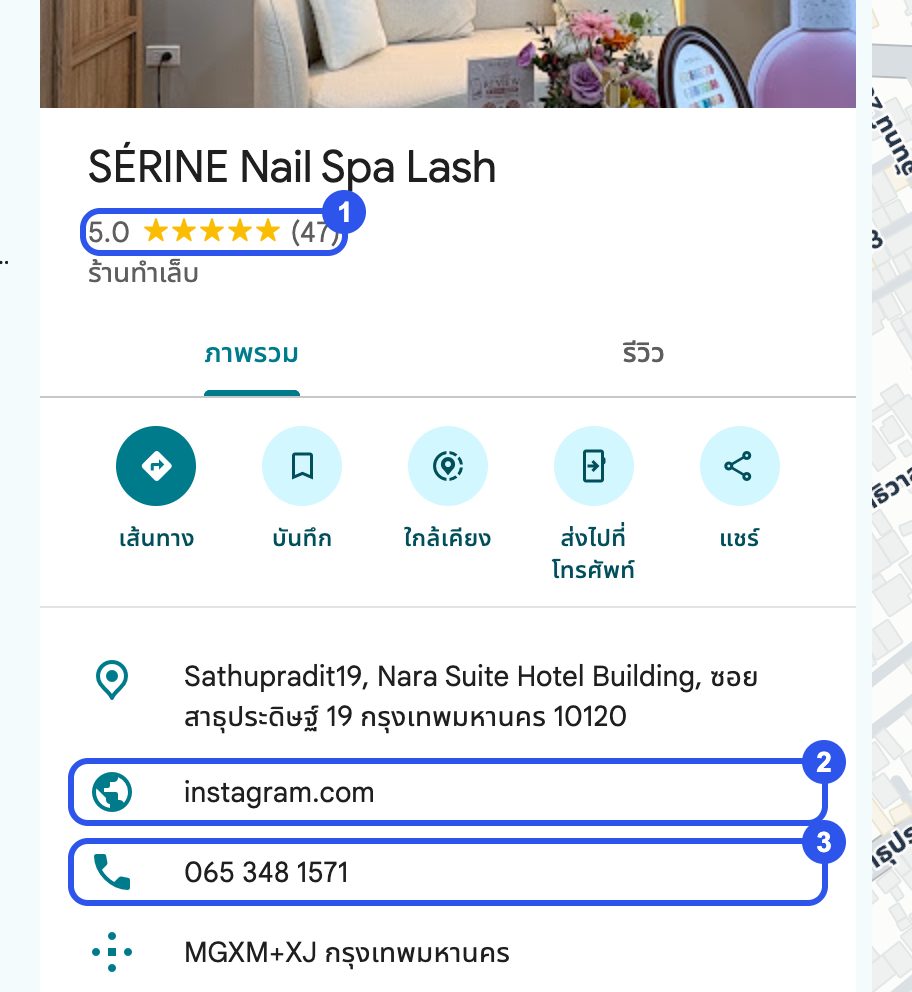 REVIEW
SÉRINE Nail Spa Lash
1
5.0 ★★★★★ (47)
ร้านทำเล็บ
ภาพรวม
รีวิว
เส้นทาง
บันทึก
ใกล้เคียง
ส่งไปที่
โทรศัพท์
แชร์
Sathupradit19, Nara Suite Hotel Building, ซอย
สาธุประดิษฐ์ 19 กรุงเทพมหานคร 10120
2
instagram.com
3
065 348 1571
MGXM+XJ กรุงเทพมหานคร